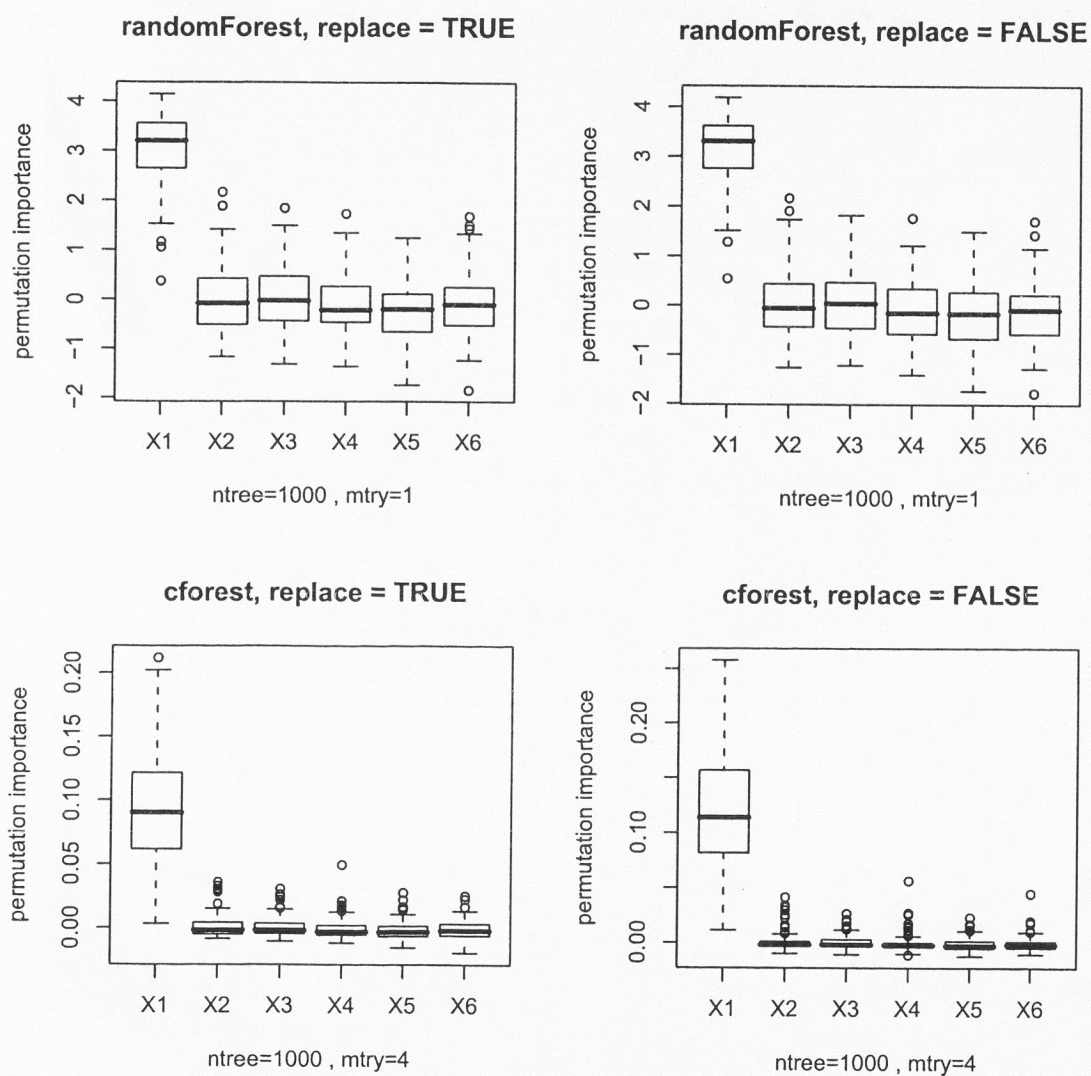 randomForest, replace = TRUE
permutation importance
4
3
2
1
0
−1
−2
X1 X2 X3 X4 X5 X6
ntree=1000 , mtry=1
randomForest, replace = FALSE
permutation importance
4
3
2
1
0
−1
−2
X1 X2 X3 X4 X5 X6
ntree=1000 , mtry=1
cforest, replace = TRUE
permutation importance
0.20
0.15
0.10
0.05
0.00
X1 X2 X3 X4 X5 X6
ntree=1000 , mtry=4
cforest, replace = FALSE
permutation importance
0.20
0.10
0.00
X1 X2 X3 X4 X5 X6
ntree=1000 , mtry=4